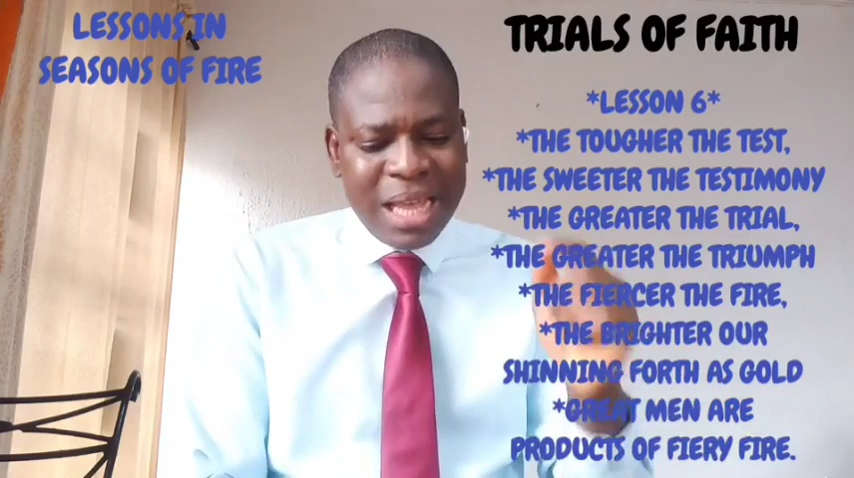 LESSONS IN
SEASONS OF FIRE
TRIALS OF FAITH
*LESSON 6*
*THE TOUGHER THE TEST,
*THE SWEETER THE TESTIMONY
*THE GREATER THE TRIAL,
*THE GREATER THE TRIUMPH
*THE FIERCER THE FIRE,
*THE BRIGHTER OUR
SHINNING FORTH AS GOLD
*GREAT MEN ARE
PRODUCTS OF FIERY FIRE.